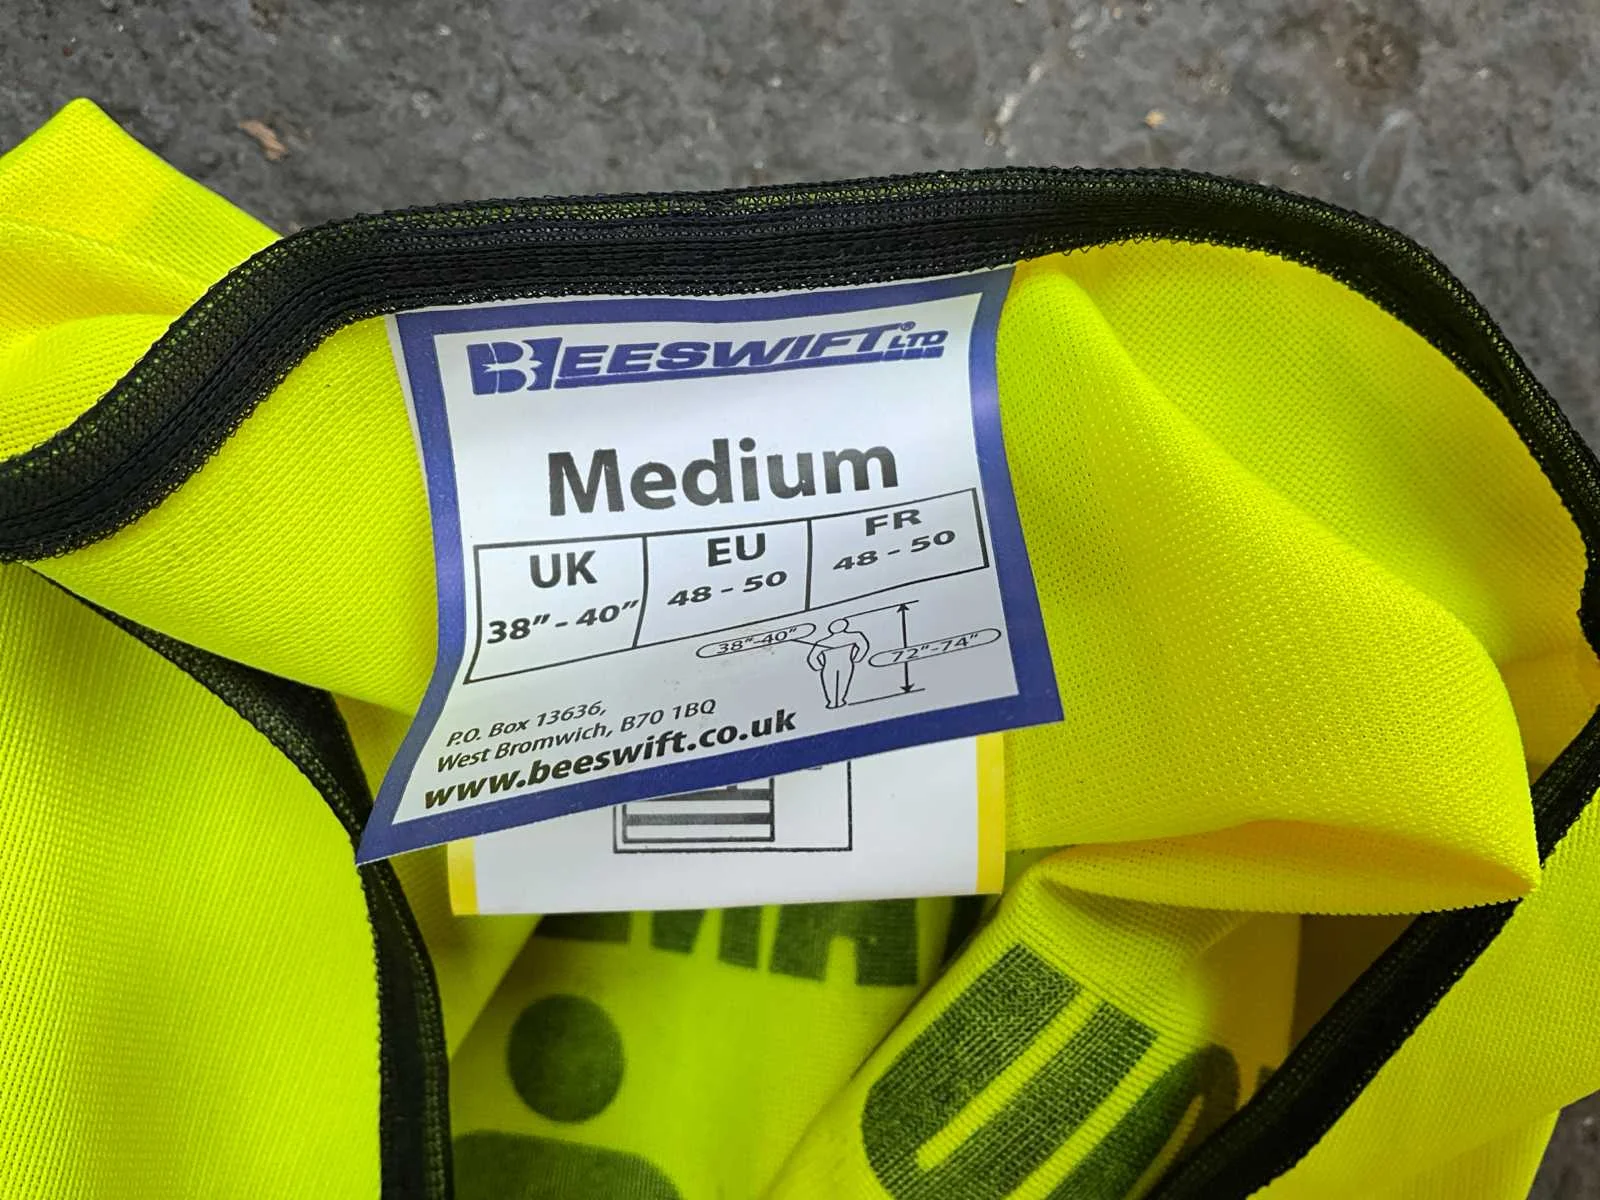 BEESWIFT® LTD
Medium
UK EU FR
38" - 40" 48 - 50 48 - 50
38"-40"
72"-74"
P.O. Box 13636,
West Bromwich, B70 1BQ
www.beeswift.co.uk